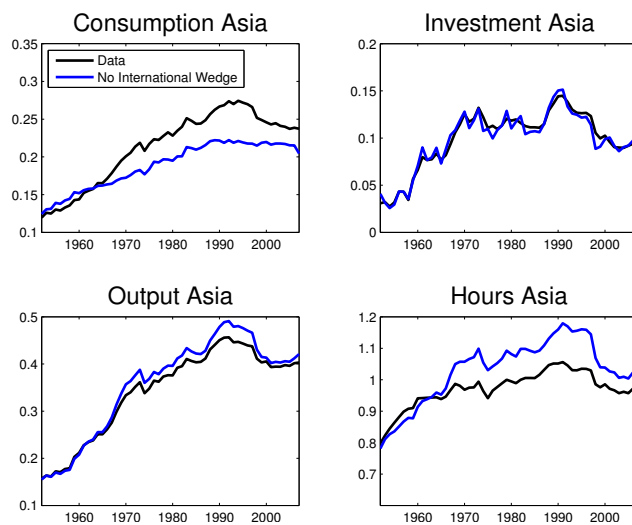 Consumption Asia
0.35
0.3
0.25
0.2
0.15
0.1
Data
No International Wedge
1960 1970 1980 1990 2000
Investment Asia
0.2
0.15
0.1
0.05
0
1960 1970 1980 1990 2000
Output Asia
0.5
0.4
0.3
0.2
0.1
1960 1970 1980 1990 2000
Hours Asia
1.2
1.1
1
0.9
0.8
0.7
1960 1970 1980 1990 2000